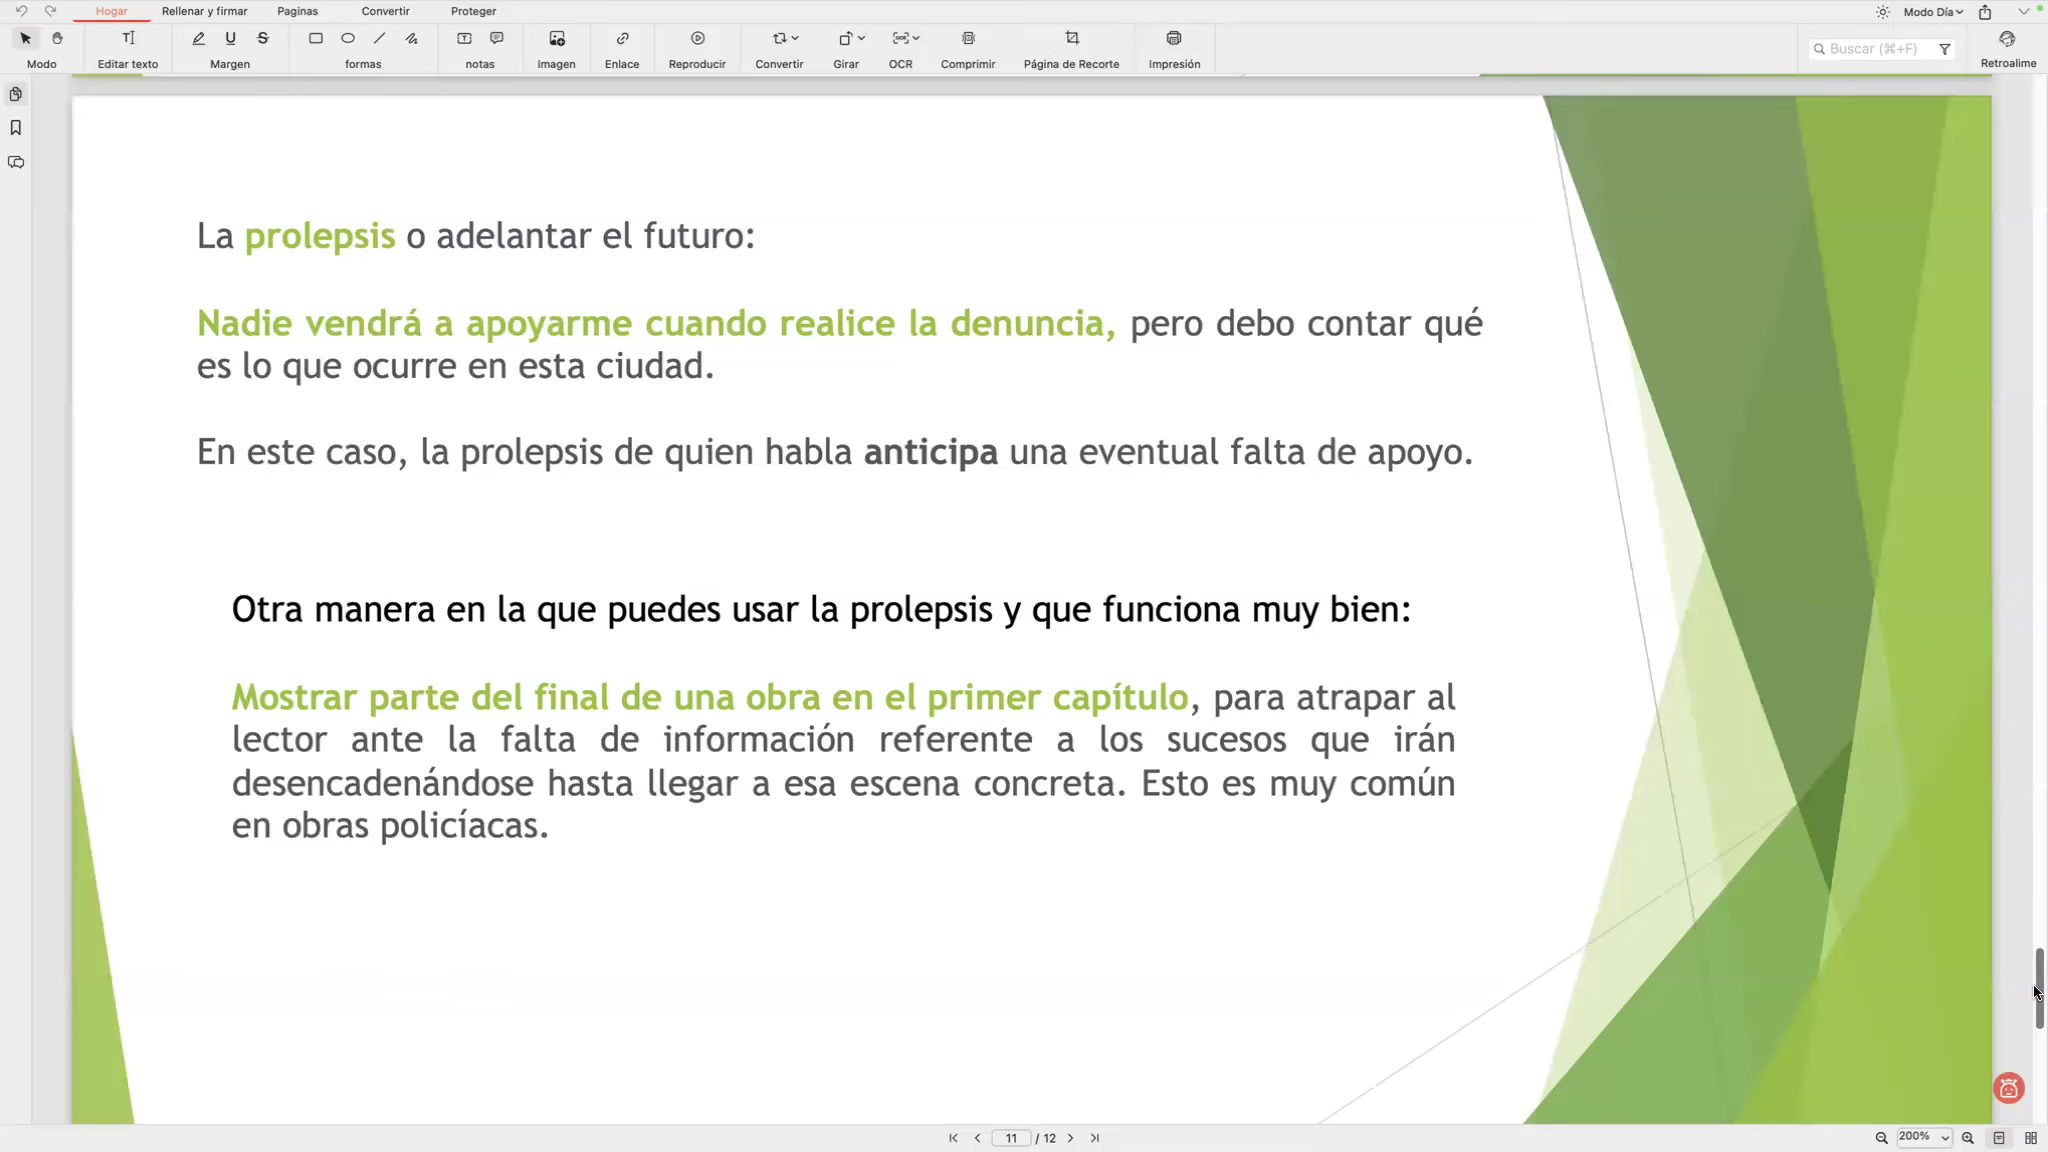 Hogar Rellenar y firmar Paginas Convertir Proteger Modo Día
Modo Editar texto Margen formas notas Imagen Enlace Reproducir Convertir Girar OCR Comprimir Página de Recorte Impresión Buscar (⌘+F) Retroalime
La prolepsis o adelantar el futuro:
Nadie vendrá a apoyarme cuando realice la denuncia, pero debo contar qué
es lo que ocurre en esta ciudad.
En este caso, la prolepsis de quien habla anticipa una eventual falta de apoyo.
Otra manera en la que puedes usar la prolepsis y que funciona muy bien:
Mostrar parte del final de una obra en el primer capítulo, para atrapar al
lector ante la falta de información referente a los sucesos que irán
desencadenándose hasta llegar a esa escena concreta. Esto es muy común
en obras policíacas.
11 / 12 200%